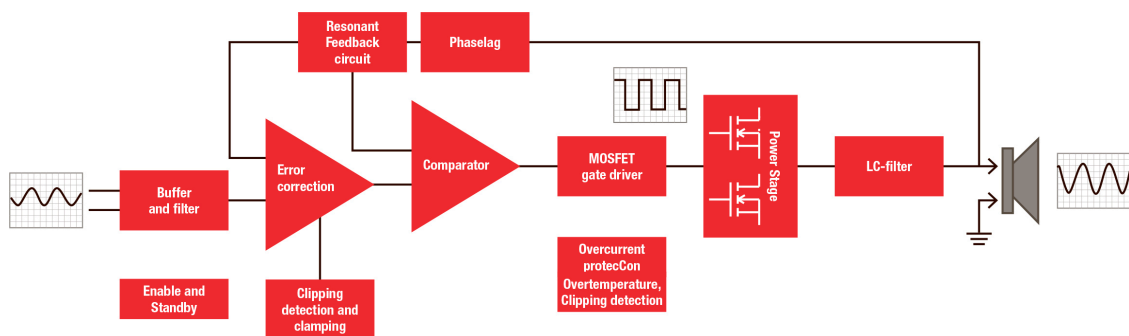 Resonant
Feedback
circuit
Phaselag
Error
correction
Comparator
MOSFET
gate driver
Power Stage
LC-filter
Buffer
and filter
Enable and
Standby
Clipping
detection and
clamping
Overcurrent
protecCon
Overtemperature,
Clipping detection